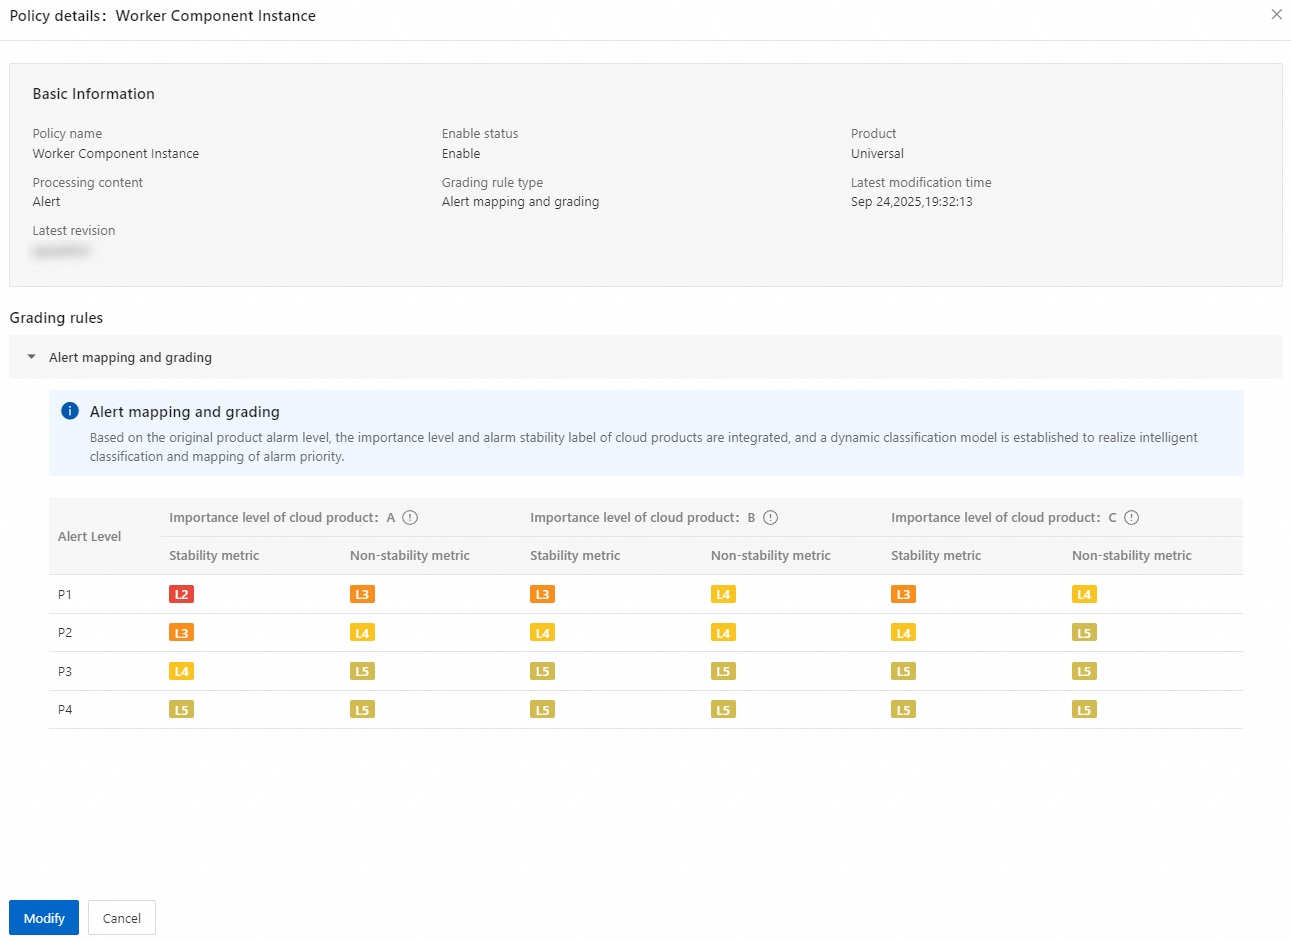 Policy details: Worker Component Instance
Basic Information
Policy name
Worker Component Instance
Enable status
Enable
Product
Universal
Processing content
Alert
Grading rule type
Alert mapping and grading
Latest modification time
Sep 24,2025,19:32:13
Latest revision
Grading rules
Alert mapping and grading
Alert mapping and grading
Based on the original product alarm level, the importance level and alarm stability label of cloud products are integrated, and a dynamic classification model is established to realize intelligent
classification and mapping of alarm priority.
Alert Level
Importance level of cloud product: A
Importance level of cloud product: B
Importance level of cloud product: C
Stability metric Non-stability metric Stability metric Non-stability metric Stability metric Non-stability metric
P1 L2 L3 L3 L4 L3 L4
P2 L3 L4 L4 L4 L4 L5
P3 L4 L5 L5 L5 L5 L5
P4 L5 L5 L5 L5 L5 L5
Modify Cancel